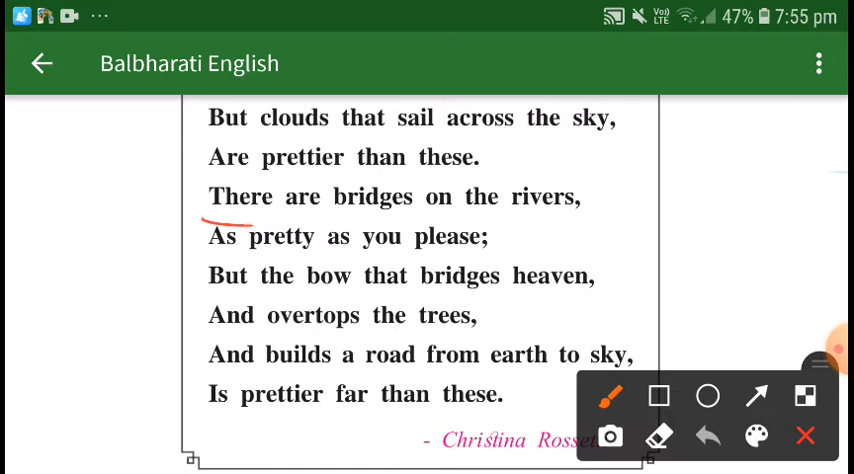 47% 7:55 pm
Balbharati English
But clouds that sail across the sky,
Are prettier than these.
There are bridges on the rivers,
As pretty as you please;
But the bow that bridges heaven,
And overtops the trees,
And builds a road from earth to sky,
Is prettier far than these.
- Christina